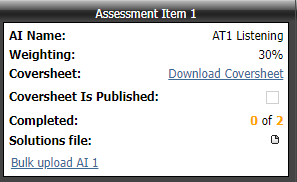 Assessment Item 1
AI Name: AT1 Listening
Weighting: 30%
Coversheet: Download Coversheet
Coversheet Is Published:
Completed: 0 of 2
Solutions file:
Bulk upload AI 1